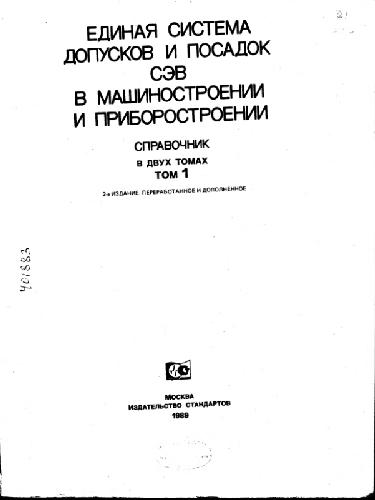 ЕДИНАЯ СИСТЕМА
ДОПУСКОВ И ПОСАДОК
СЭВ
В МАШИНОСТРОЕНИИ
И ПРИБОРОСТРОЕНИИ
СПРАВОЧНИК
В ДВУХ ТОМАХ
ТОМ 1
2-е ИЗДАНИЕ, ПЕРЕРАБОТАННОЕ И ДОПОЛНЕННОЕ
401883
МОСКВА
ИЗДАТЕЛЬСТВО СТАНДАРТОВ
1989